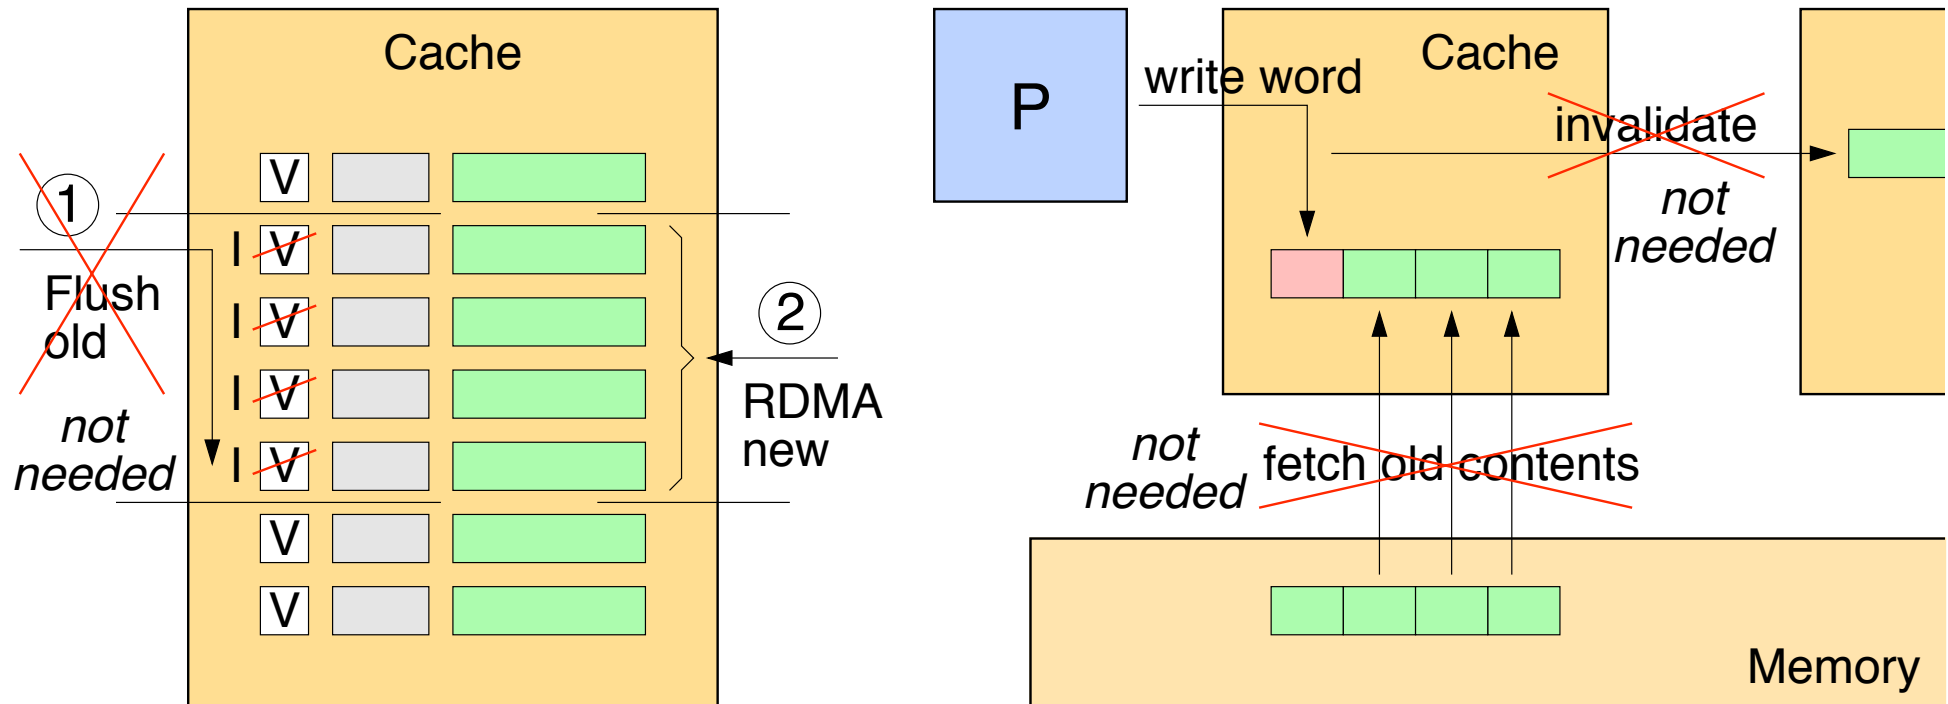 Cache
V
1
I V
Flush
old
I V
2
I V
RDMA
new
not
needed
I V
V
V
P
write word
Cache
invalidate
not
needed
not
needed
fetch old contents
Memory